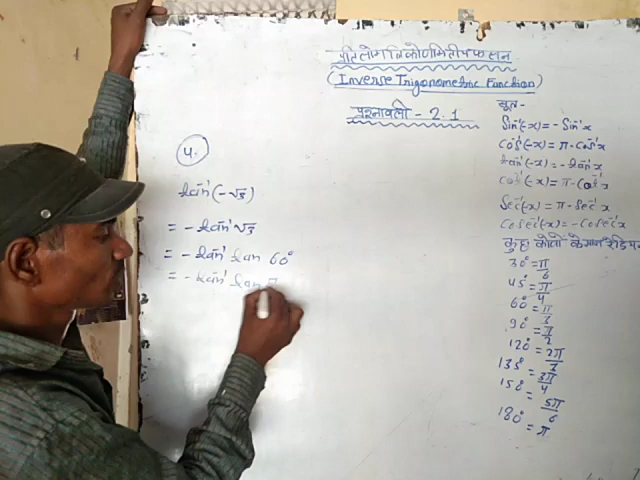 प्रतिलोम त्रिकोणमितीय फलन
(Inverse Trigonometric Function)
प्रश्नावली - 2.1
सूत्र -
Sin⁻¹(-x) = - Sin⁻¹x
Cos⁻¹(-x) = π - Cos⁻¹x
tan⁻¹(-x) = - tan⁻¹x
Cot⁻¹(-x) = π - Cot⁻¹x
Sec⁻¹(-x) = π - Sec⁻¹x
Cosec⁻¹(-x) = - Cosec⁻¹x
कुछ कोणों के मान
30° = π/6
45° = π/4
60° = π/3
90° = π/2
120° = 2π/3
135° = 3π/4
150° = 5π/6
180° = π
4.
tan⁻¹(-√3)
= - tan⁻¹√3
= - tan⁻¹ tan 60°
= - tan⁻¹ tan π